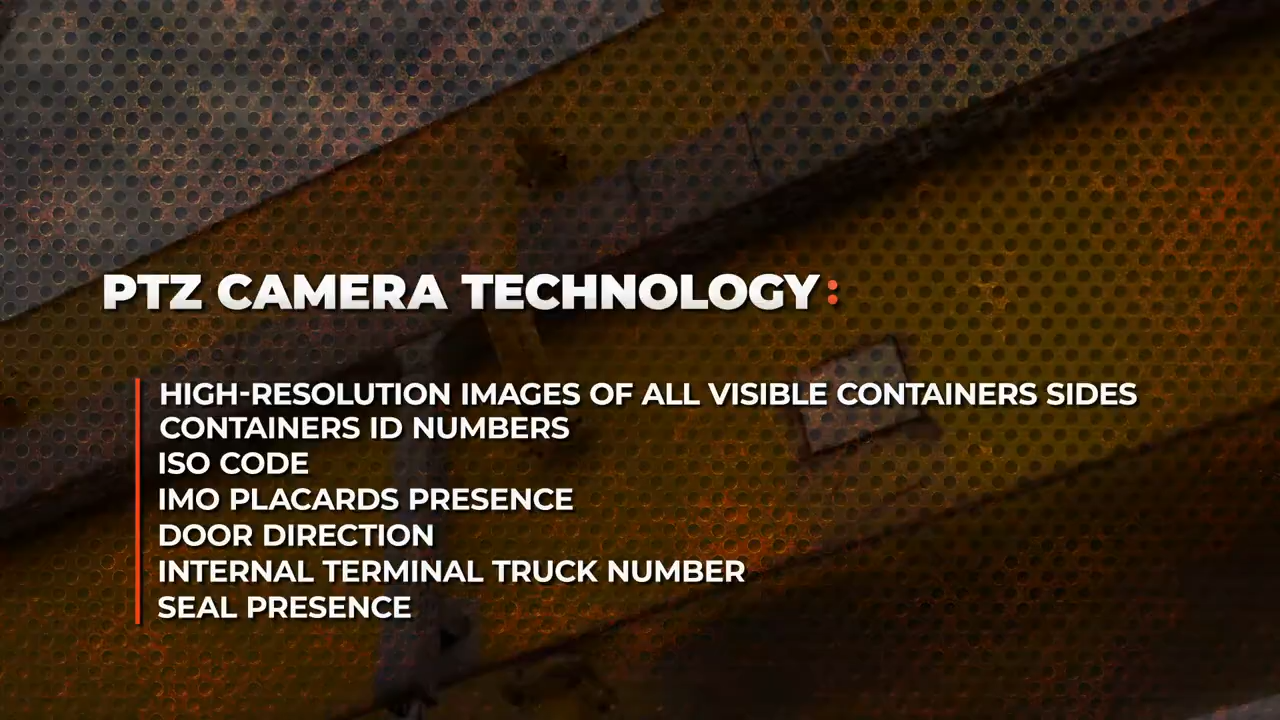 PTZ CAMERA TECHNOLOGY:
HIGH-RESOLUTION IMAGES OF ALL VISIBLE CONTAINERS SIDES
CONTAINERS ID NUMBERS
ISO CODE
IMO PLACARDS PRESENCE
DOOR DIRECTION
INTERNAL TERMINAL TRUCK NUMBER
SEAL PRESENCE